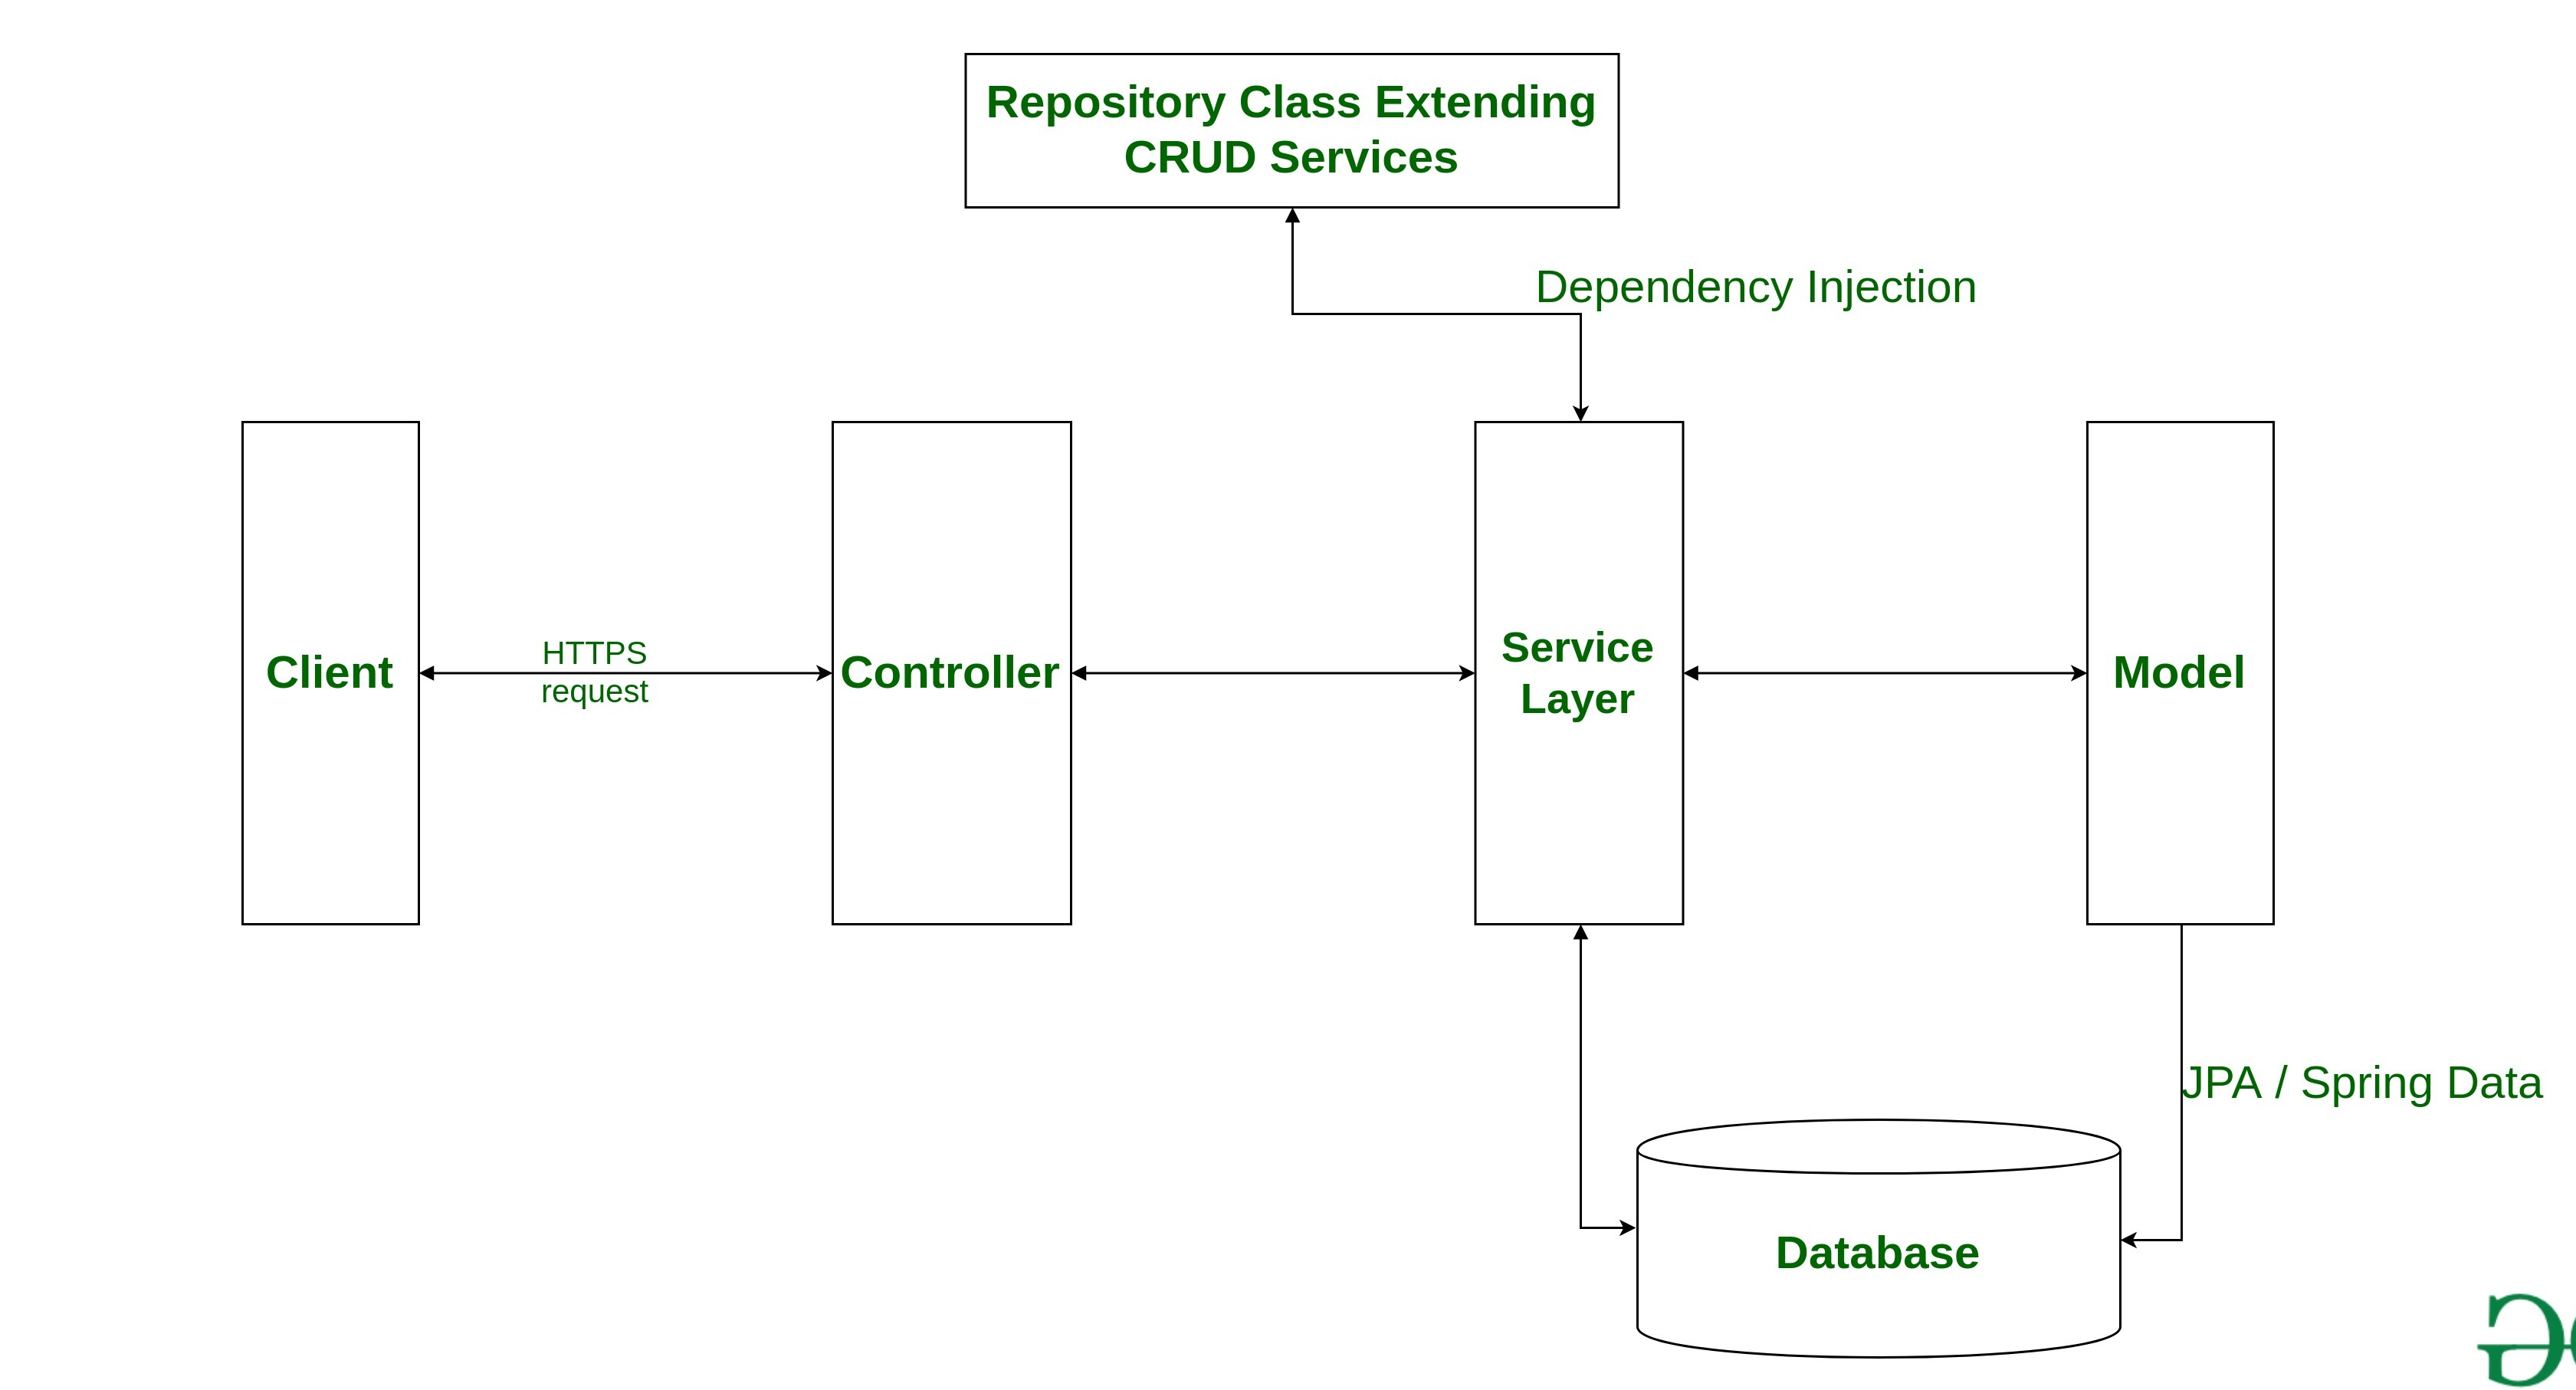 Repository Class Extending
CRUD Services
Dependency Injection
Client
HTTPS
request
Controller
Service
Layer
Model
JPA / Spring Data
Database